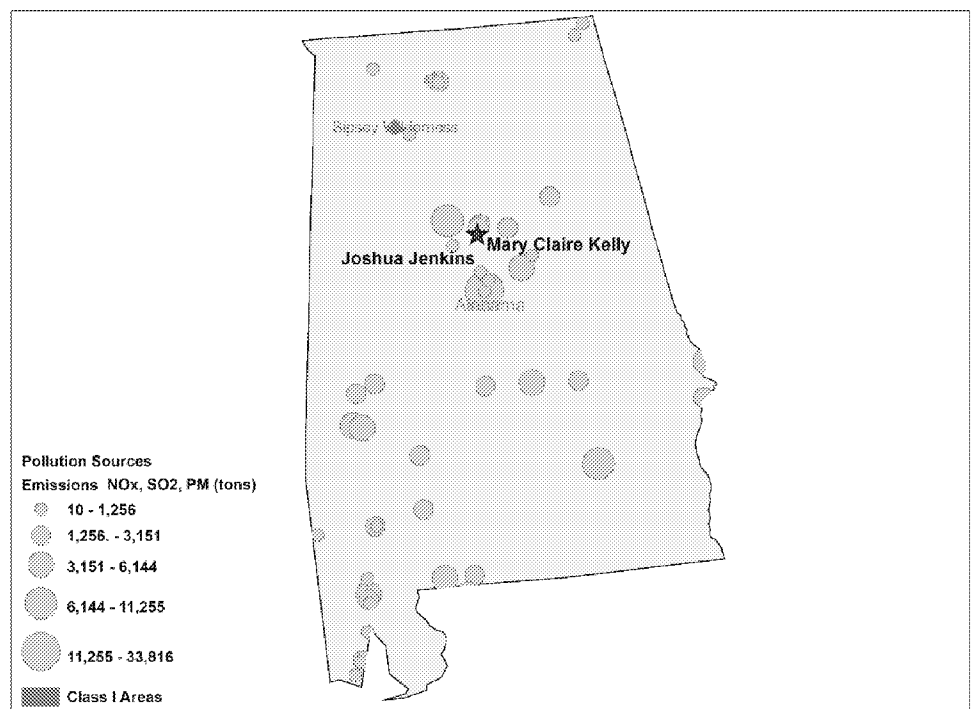 Sipsey Wilderness
Mary Claire Kelly
Joshua Jenkins
Alabama
Pollution Sources
Emissions NOx, SO2, PM (tons)
10 - 1,256
1,256. - 3,151
3,151 - 6,144
6,144 - 11,255
11,255 - 33,816
Class I Areas